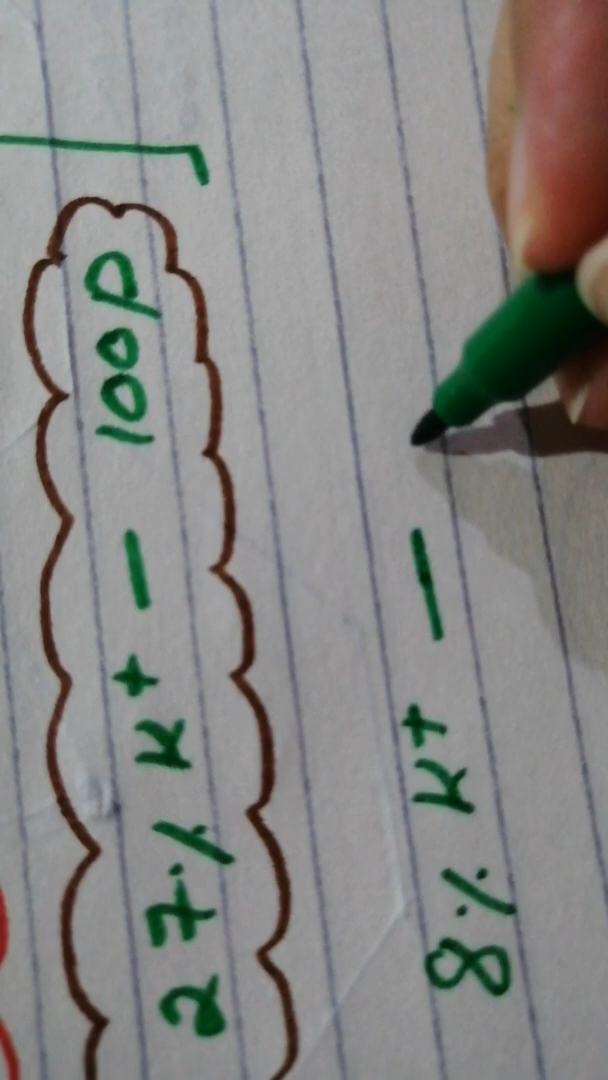 27% K+ — 100P
8% K+ —